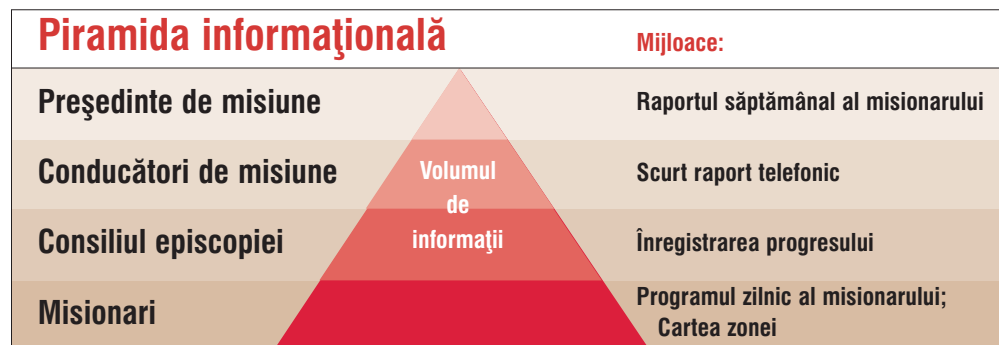 Piramida informaţională
Mijloace:
Preşedinte de misiune
Raportul săptămânal al misionarului
Conducători de misiune
Volumul
de
informaţii
Scurt raport telefonic
Consiliul episcopiei
Înregistrarea progresului
Misionari
Programul zilnic al misionarului;
Cartea zonei